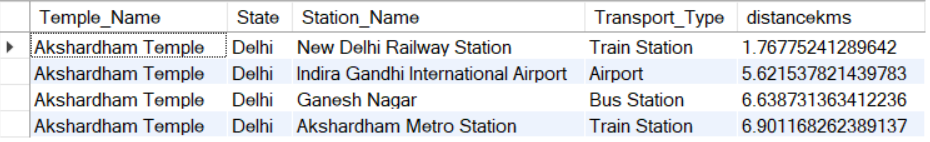 Temple_Name State Station_Name Transport_Type distancekms
Akshardham Temple Delhi New Delhi Railway Station Train Station 1.76775241289642
Akshardham Temple Delhi Indira Gandhi International Airport Airport 5.621537821439783
Akshardham Temple Delhi Ganesh Nagar Bus Station 6.638731363412236
Akshardham Temple Delhi Akshardham Metro Station Train Station 6.901168262389137